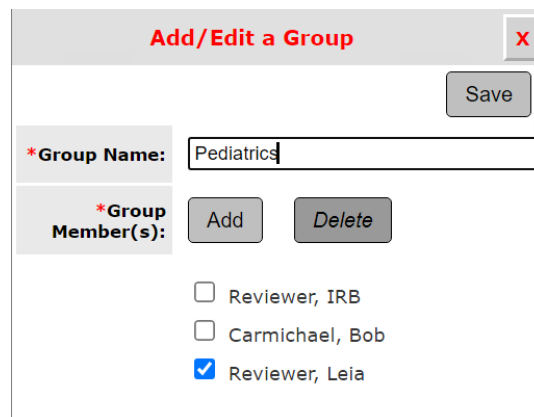 Add/Edit a Group
X
Save
*Group Name:
Pediatrics
*Group
Member(s):
Add
Delete
Reviewer, IRB
Carmichael, Bob
Reviewer, Leia